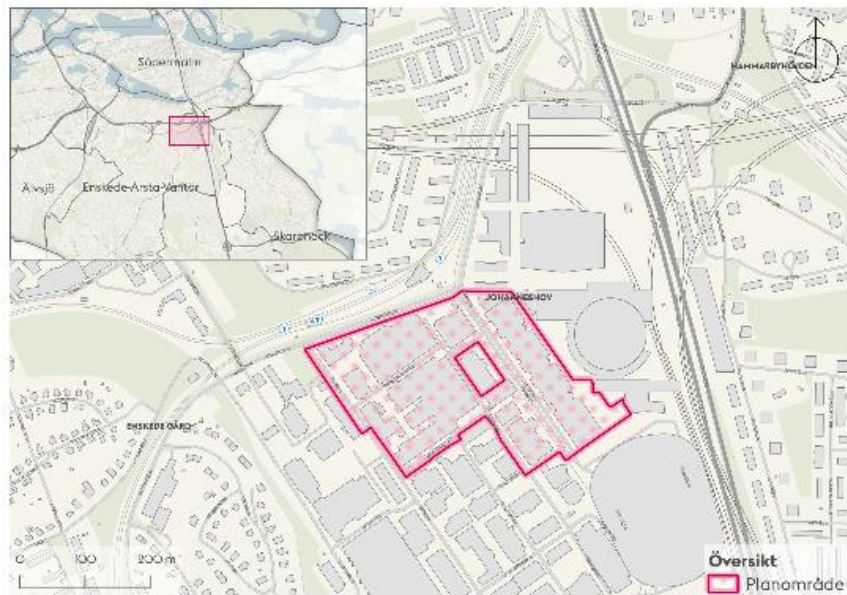 Södermalm
Älvsjö
Enskede-Årsta-Vantör
Skarpnäck
HAMMARBYHÖJDEN
JOHANNESHOV
ENSKEDE GÅRD
0 100 200 m
Översikt
Planområde